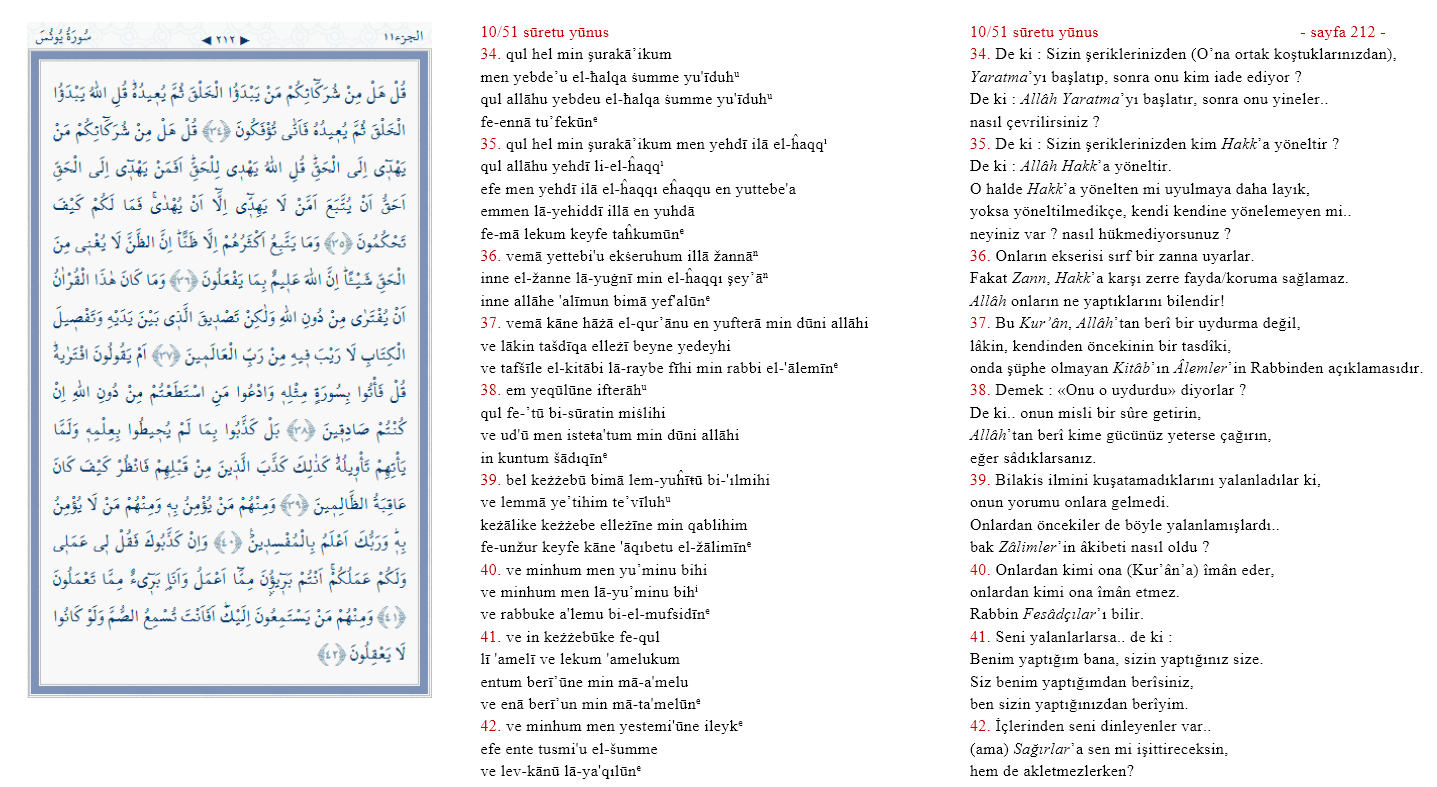 الجزء١١
◄ ٢١٢ ►
سُورَةُ يُونُسَ
قُلْ هَلْ مِنْ شُرَكَٓائِكُمْ مَنْ يَبْدَؤُا الْخَلْقَ ثُمَّ يُع۪يدُهُۜ قُلِ اللّٰهُ يَبْدَؤُا
الْخَلْقَ ثُمَّ يُع۪يدُهُ فَاَنّٰى تُؤْفَكُونَ ﴿٣٤﴾ قُلْ هَلْ مِنْ شُرَكَٓائِكُمْ مَنْ
يَهْد۪ٓي اِلَى الْحَقِّۜ قُلِ اللّٰهُ يَهْد۪ي لِلْحَقِّۜ اَفَمَنْ يَهْد۪ٓي اِلَى الْحَقِّ
اَحَقُّ اَنْ يُتَّبَعَ اَمَّنْ لَا يَهِدّ۪ٓي اِلَّٓا اَنْ يُهْدٰىۚ فَمَا لَكُمْ كَيْفَ
تَحْكُمُونَ ﴿٣٥﴾ وَمَا يَتَّبِعُ اَكْثَرُهُمْ اِلَّا ظَنًّاۜ اِنَّ الظَّنَّ لَا يُغْن۪ي مِنَ
الْحَقِّ شَيْـًٔاۜ اِنَّ اللّٰهَ عَل۪يمٌ بِمَا يَفْعَلُونَ ﴿٣٦﴾ وَمَا كَانَ هٰذَا الْقُرْاٰنُ
اَنْ يُفْتَرٰى مِنْ دُونِ اللّٰهِ وَلٰكِنْ تَصْد۪يقَ الَّذ۪ي بَيْنَ يَدَيْهِ وَتَفْص۪يلَ
الْكِتَابِ لَا رَيْبَ ف۪يهِ مِنْ رَبِّ الْعَالَم۪ينَ ﴿٣٧﴾ اَمْ يَقُولُونَ افْتَرٰيهُۜ
قُلْ فَأْتُوا بِسُورَةٍ مِثْلِه۪ وَادْعُوا مَنِ اسْتَطَعْتُمْ مِنْ دُونِ اللّٰهِ اِنْ
كُنْتُمْ صَادِق۪ينَ ﴿٣٨﴾ بَلْ كَذَّبُوا بِمَا لَمْ يُح۪يطُوا بِعِلْمِه۪ وَلَمَّا
يَأْتِهِمْ تَأْو۪يلُهُۜ كَذٰلِكَ كَذَّبَ الَّذ۪ينَ مِنْ قَبْلِهِمْ فَانْظُرْ كَيْفَ كَانَ
عَاقِبَةُ الظَّالِم۪ينَ ﴿٣٩﴾ وَمِنْهُمْ مَنْ يُؤْمِنُ بِه۪ وَمِنْهُمْ مَنْ لَا يُؤْمِنُ
بِه۪ۜ وَرَبُّكَ اَعْلَمُ بِالْمُفْسِد۪ينَ۟ ﴿٤٠﴾ وَاِنْ كَذَّبُوكَ فَقُلْ ل۪ي عَمَل۪ي
وَلَكُمْ عَمَلُكُمْۚ اَنْتُمْ بَر۪ٓيؤُ۫نَ مِمَّٓا اَعْمَلُ وَاَنَا۬ بَر۪ٓيءٌ مِمَّا تَعْمَلُونَ
﴿٤١﴾ وَمِنْهُمْ مَنْ يَسْتَمِعُونَ اِلَيْكَۜ اَفَاَنْتَ تُسْمِعُ الصُّمَّ وَلَوْ كَانُوا
لَا يَعْقِلُونَ ﴿٤٢﴾
10/51 sūretu yūnus
34. qul hel min şurakā’ikum
men yebde’u el-ħalqa šumme yu'īduhᵘ
qul allāhu yebdeu el-ħalqa šumme yu'īduhᵘ
fe-ennā tu’fekūnᵉ
35. qul hel min şurakā’ikum men yehdī ilā el-ĥaqqᶦ
qul allāhu yehdī li-el-ĥaqqᶦ
efe men yehdī ilā el-ĥaqqı eĥaqqu en yuttebe'a
emmen lā-yehiddī illā en yuhdā
fe-mā lekum keyfe taĥkumūnᵉ
36. vemā yettebi'u ekšeruhum illā žannāⁿ
inne el-žanne lā-yuġnī min el-ĥaqqı şey’āⁿ
inne allāhe 'alīmun bimā yef'alūnᵉ
37. vemā kāne hāżā el-qur’ānu en yufterā min dūni allāhi
ve lākin tašdīqa elleżī beyne yedeyhi
ve tafšīle el-kitābi lā-raybe fīhi min rabbi el-'ālemīnᵉ
38. em yeqūlūne ifterāhᵘ
qul fe-’tū bi-sūratin mišlihi
ve ud'ū men isteŧa'tum min dūni allāhi
in kuntum šādıqīnᵉ
39. bel keżżebū bimā lem-yuĥīŧū bi-'ılmihi
ve lemmā ye’tihim te’vīluhᵘ
keżālike keżżebe elleżīne min qablihim
fe-unžur keyfe kāne 'āqıbetu el-žālimīnᵉ
40. ve minhum men yu’minu bihi
ve minhum men lā-yu’minu bihⁱ
ve rabbuke a'lemu bi-el-mufsidīnᵉ
41. ve in keżżebūke fe-qul
lī 'amelī ve lekum 'amelukum
entum berī’ūne min mā-a'melu
ve enā berī’un min mā-ta'melūnᵉ
42. ve minhum men yestemi'ūne ileykᵉ
efe ente tusmi'u el-šumme
ve lev-kānū lā-ya'qılūnᵉ
10/51 sūretu yūnus - sayfa 212 -
34. De ki : Sizin şeriklerinizden (O’na ortak koştuklarınızdan),
Yaratma’yı başlatıp, sonra onu kim iade ediyor ?
De ki : Allâh Yaratma’yı başlatır, sonra onu yineler..
nasıl çevrilirsiniz ?
35. De ki : Sizin şeriklerinizden kim Hakk’a yöneltir ?
De ki : Allâh Hakk’a yöneltir.
O halde Hakk’a yönelten mi uyulmaya daha layık,
yoksa yöneltilmedikçe, kendi kendine yönelemeyen mi..
neyiniz var ? nasıl hükmediyorsunuz ?
36. Onların ekserisi sırf bir zanna uyarlar.
Fakat Zann, Hakk’a karşı zerre fayda/koruma sağlamaz.
Allâh onların ne yaptıklarını bilendir!
37. Bu Kur’ân, Allâh’tan berî bir uydurma değil,
lâkin, kendinden öncekinin bir tasdîki,
onda şüphe olmayan Kitâb’ın Âlemler’in Rabbinden açıklamasıdır.
38. Demek : «Onu o uydurdu» diyorlar ?
De ki.. onun misli bir sûre getirin,
Allâh’tan berî kime gücünüz yeterse çağırın,
eğer sâdıklarsanız.
39. Bilakis ilmini kuşatamadıklarını yalanladılar ki,
onun yorumu onlara gelmedi.
Onlardan öncekiler de böyle yalanlamışlardı..
bak Zâlimler’in âkibeti nasıl oldu ?
40. Onlardan kimi ona (Kur’ân’a) îmân eder,
onlardan kimi ona îmân etmez.
Rabbin Fesâdçılar’ı bilir.
41. Seni yalanlarlarsa.. de ki :
Benim yaptığım bana, sizin yaptığınız size.
Siz benim yaptığımdan berîsiniz,
ben sizin yaptığınızdan berîyim.
42. İçlerinden seni dinleyenler var..
(ama) Sağırlar’a sen mi işittireceksin,
hem de akletmezlerken?